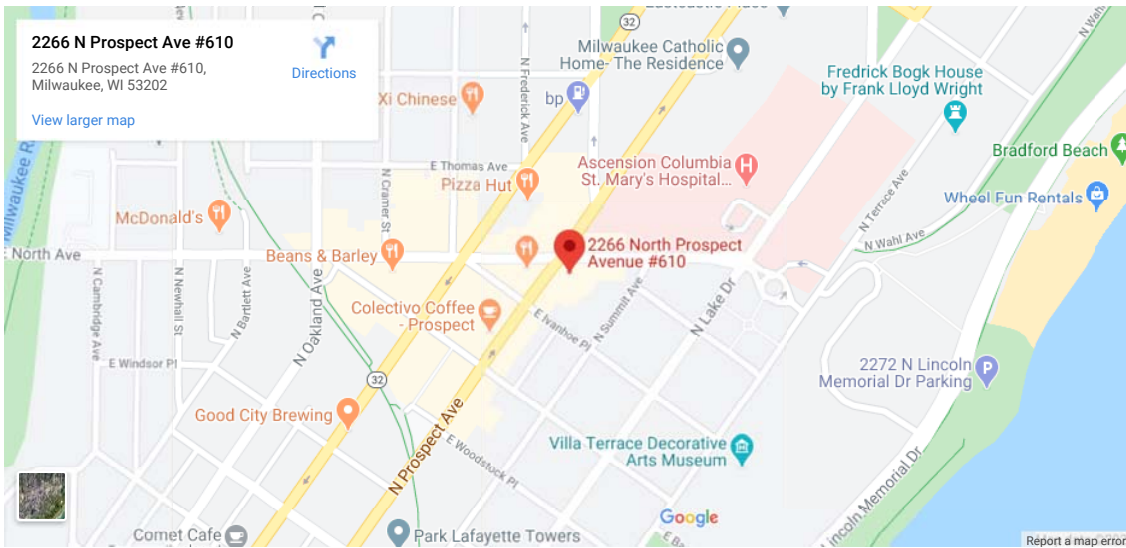 2266 N Prospect Ave #610
2266 N Prospect Ave #610,
Milwaukee, WI 53202
Directions
View larger map
32
N Frederick Ave
Milwaukee Catholic
Home- The Residence
Fredrick Bogk House
by Frank Lloyd Wright
Xi Chinese
bp
Bradford Beach
E Thomas Ave
Pizza Hut
Ascension Columbia
St. Mary's Hospital...
H
N Terrace Ave
Wheel Fun Rentals
N Cramer St
McDonald's
N Wahl Ave
E North Ave
Beans & Barley
2266 North Prospect
Avenue #610
N Cambridge Ave
N Newhall St
N Bartlett Ave
N Oakland Ave
Colectivo Coffee
- Prospect
E Ivanhoe Pl
N Summit Ave
N Lake Dr
E Windsor Pl
32
2272 N Lincoln
Memorial Dr Parking
P
Good City Brewing
N Prospect Ave
E Woodstock Pl
Villa Terrace Decorative
Arts Museum
Google
Comet Cafe
Park Lafayette Towers
Lincoln Memorial Dr
Report a map error